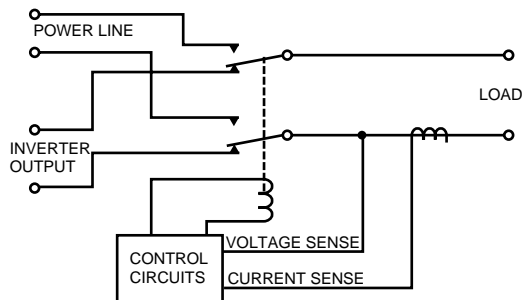 POWER LINE
LOAD
INVERTER
OUTPUT
VOLTAGE SENSE
CONTROL
CIRCUITS
CURRENT SENSE